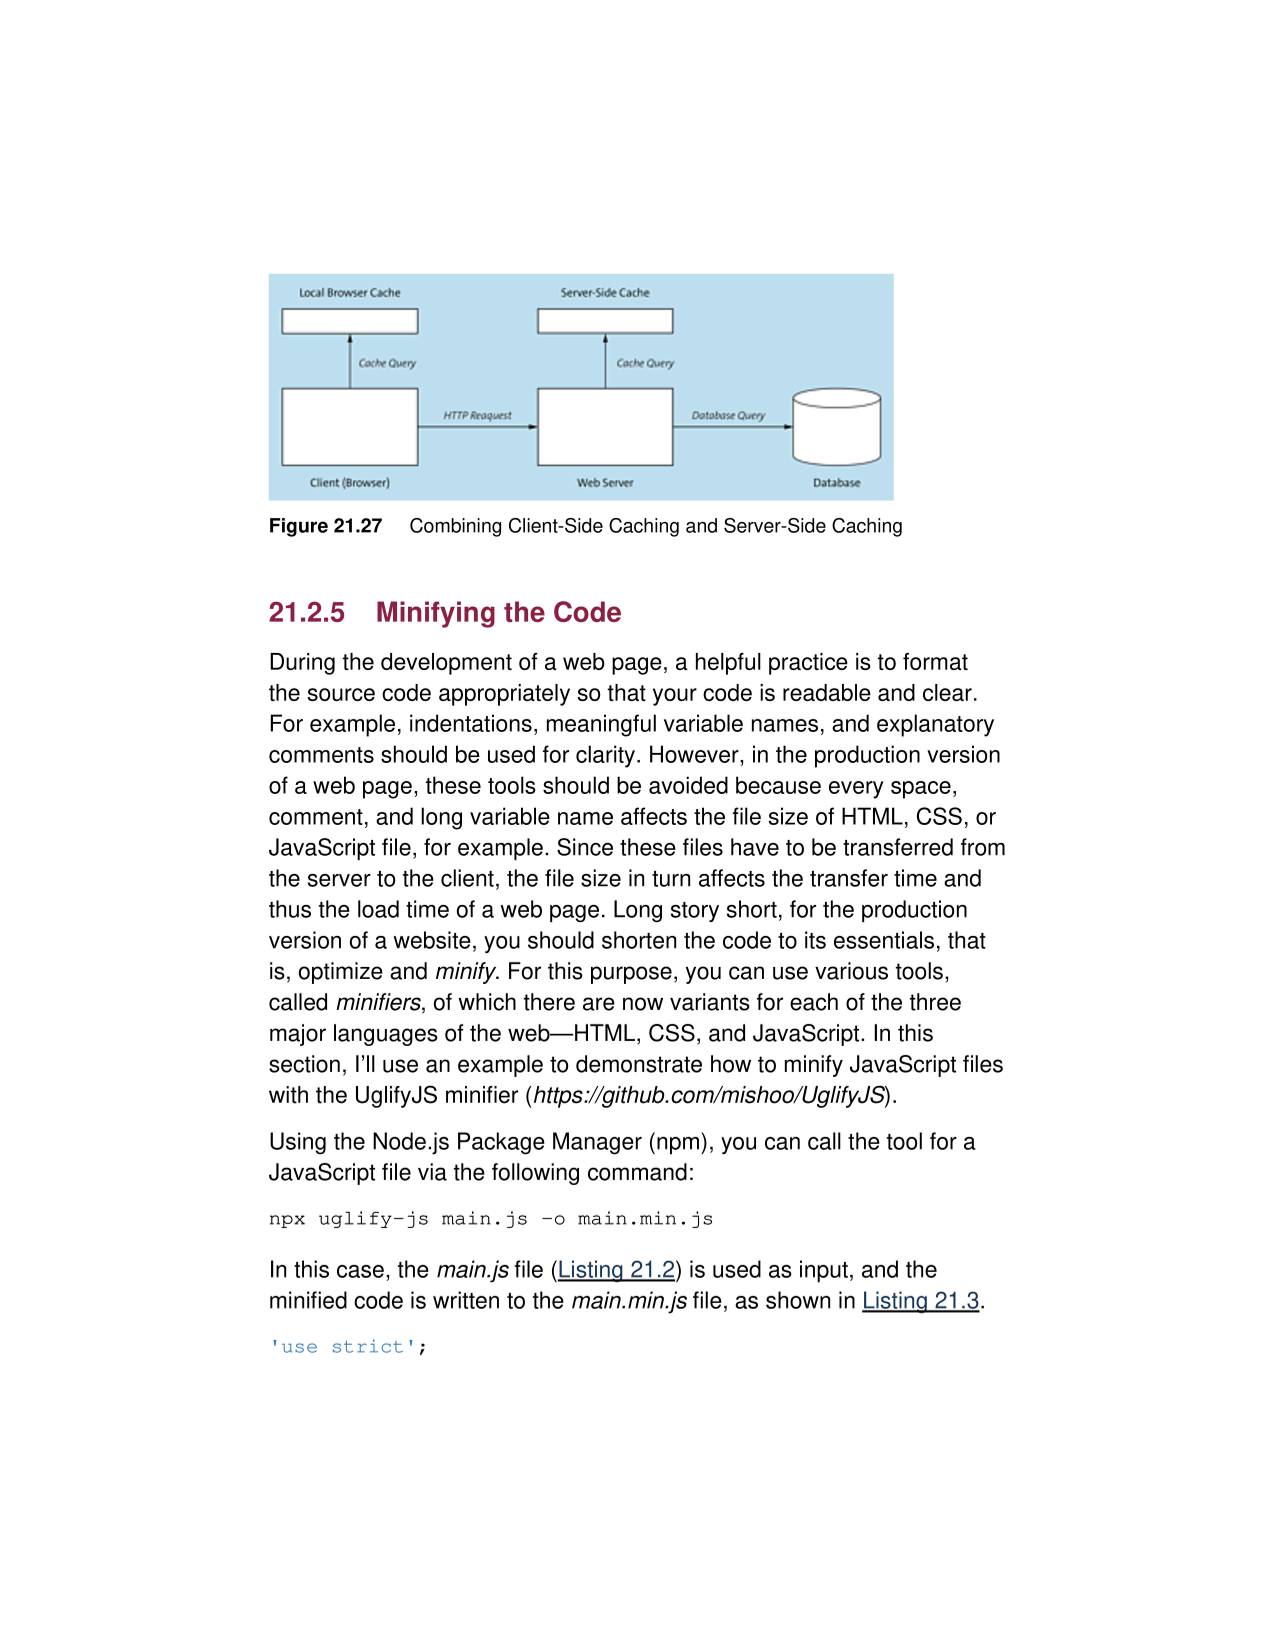 Local Browser Cache
Server-Side Cache
Cache Query
Cache Query
HTTP Reaquest
Database Query
Client (Browser)
Web Server
Database
Figure 21.27 Combining Client-Side Caching and Server-Side Caching
21.2.5 Minifying the Code
During the development of a web page, a helpful practice is to format
the source code appropriately so that your code is readable and clear.
For example, indentations, meaningful variable names, and explanatory
comments should be used for clarity. However, in the production version
of a web page, these tools should be avoided because every space,
comment, and long variable name affects the file size of HTML, CSS, or
JavaScript file, for example. Since these files have to be transferred from
the server to the client, the file size in turn affects the transfer time and
thus the load time of a web page. Long story short, for the production
version of a website, you should shorten the code to its essentials, that
is, optimize and minify. For this purpose, you can use various tools,
called minifiers, of which there are now variants for each of the three
major languages of the web—HTML, CSS, and JavaScript. In this
section, I’ll use an example to demonstrate how to minify JavaScript files
with the UglifyJS minifier (https://github.com/mishoo/UglifyJS).
Using the Node.js Package Manager (npm), you can call the tool for a
JavaScript file via the following command:
npx uglify-js main.js -o main.min.js
In this case, the main.js file (Listing 21.2) is used as input, and the
minified code is written to the main.min.js file, as shown in Listing 21.3.
'use strict';